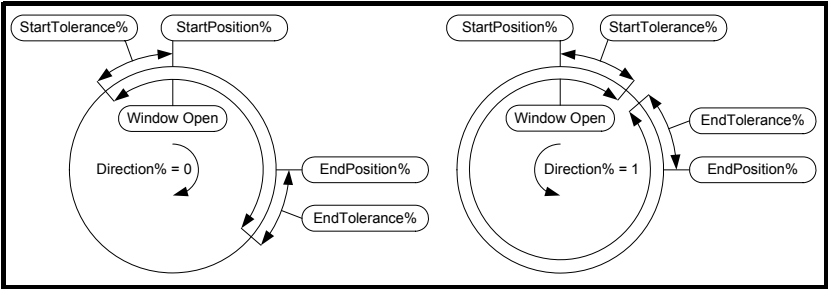 StartTolerance%
StartPosition%
Window Open
Direction% = 0
EndPosition%
EndTolerance%
StartPosition%
StartTolerance%
Window Open
EndTolerance%
Direction% = 1
EndPosition%